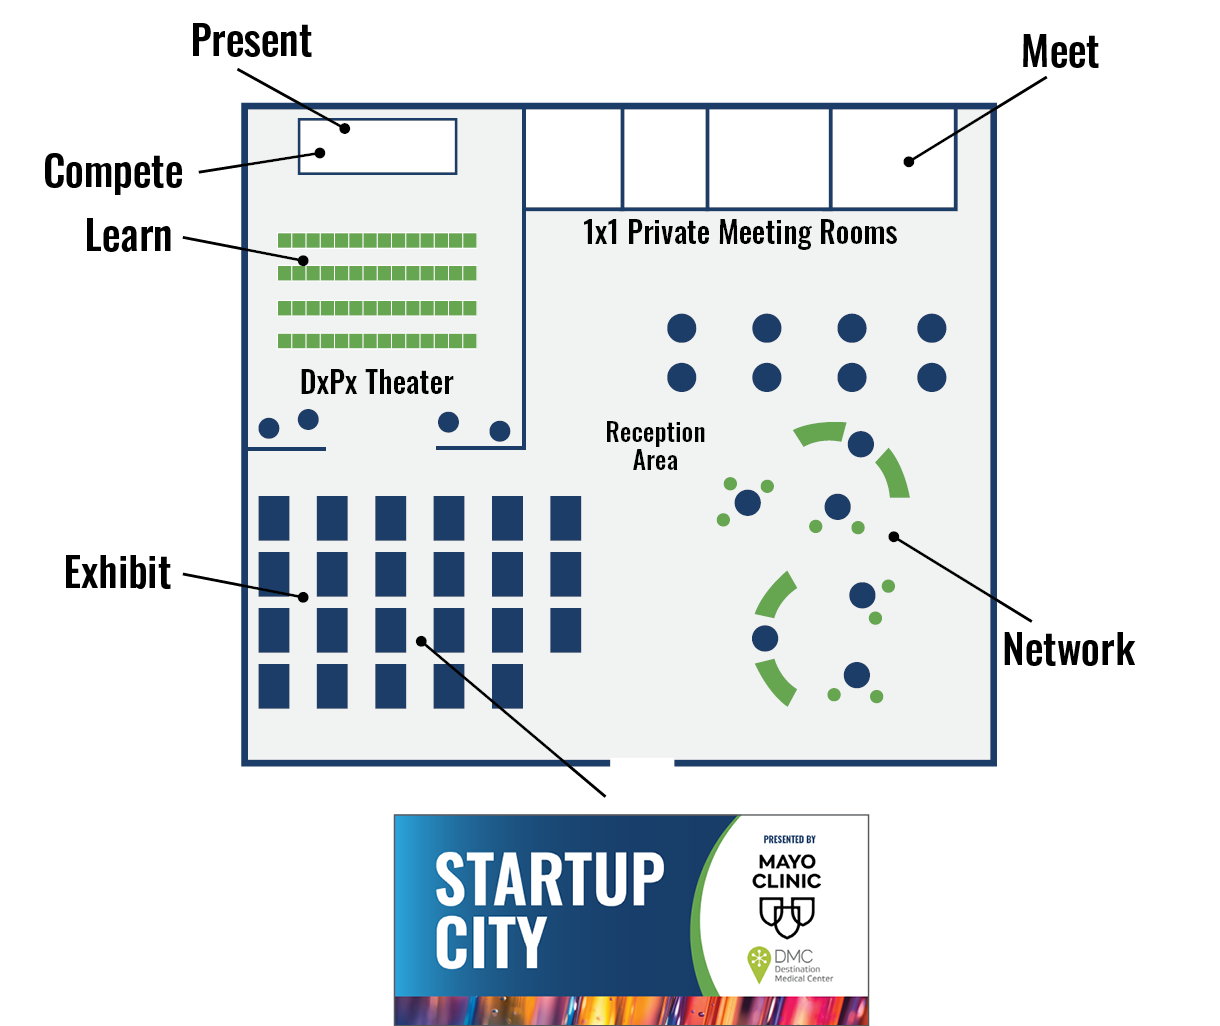 Present
Meet
Compete
Learn
1x1 Private Meeting Rooms
DxPx Theater
Reception
Area
Exhibit
Network
STARTUP
CITY
PRESENTED BY
MAYO
CLINIC
DMC
Destination
Medical Center